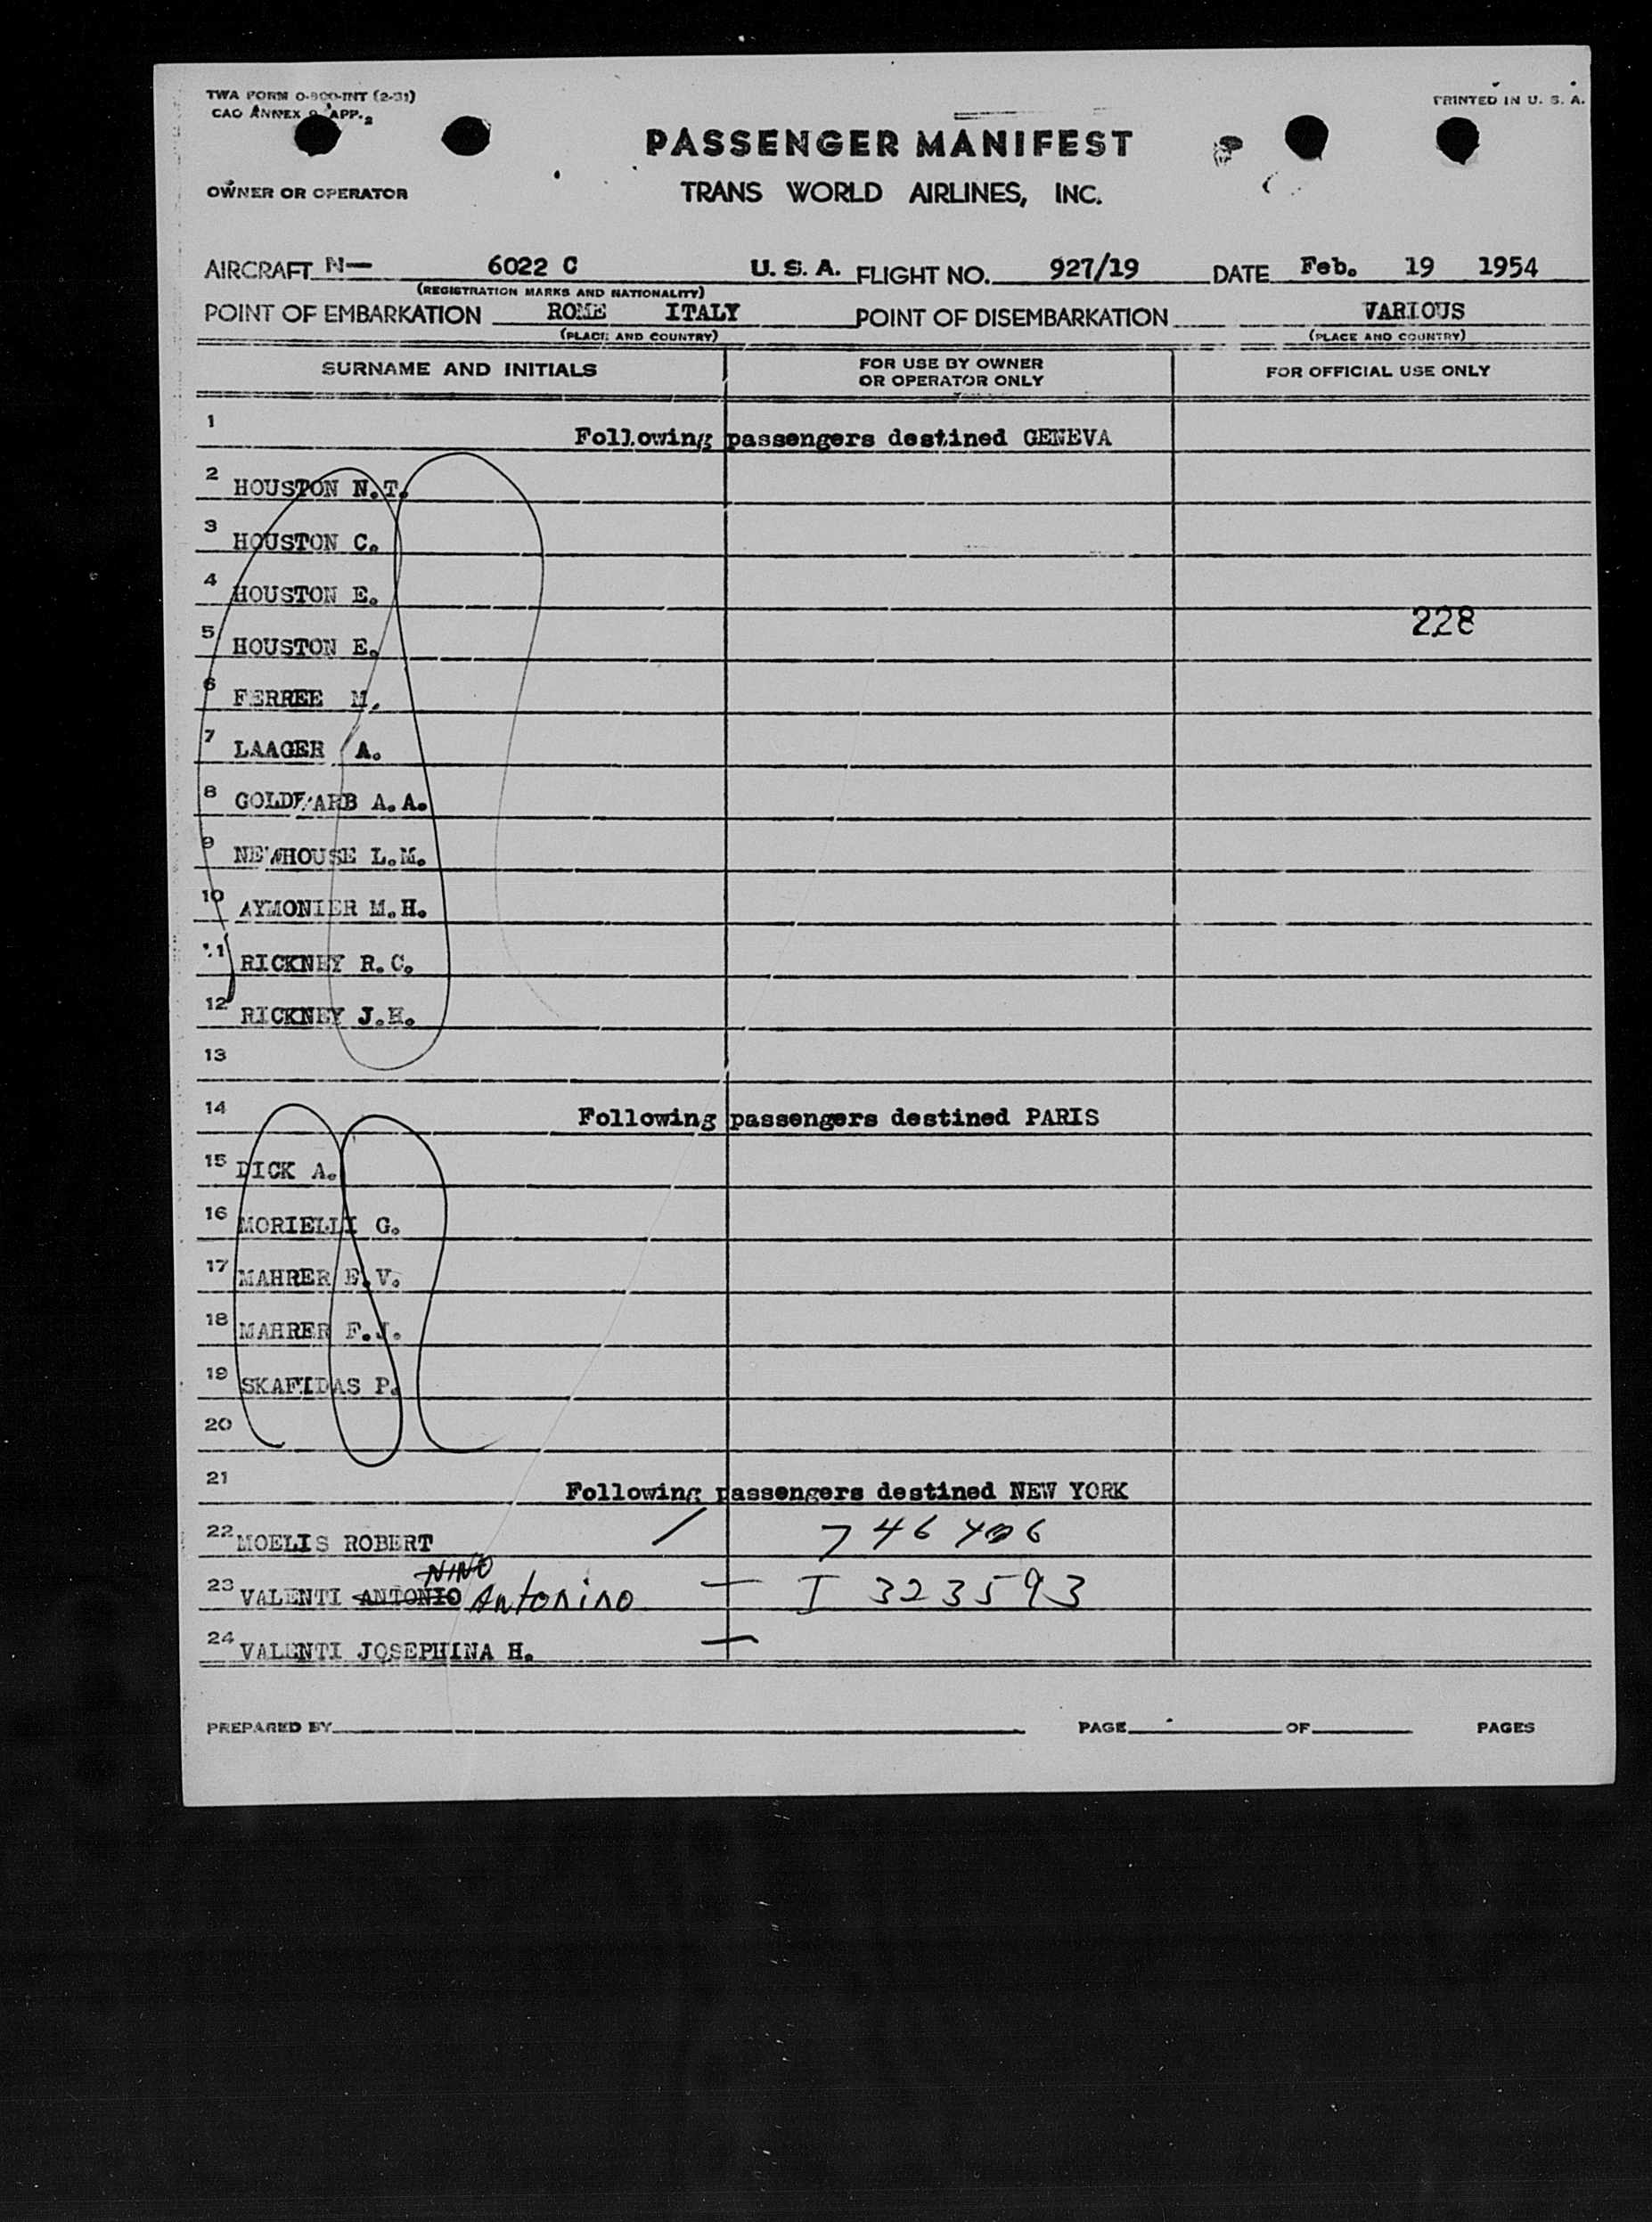 TWA FORM O-800-INT (2-51)
CAO ANNEX 9, APP. 2
PRINTED IN U. S. A.
PASSENGER MANIFEST
OWNER OR OPERATOR
TRANS WORLD AIRLINES, INC.
AIRCRAFT N— 6022 C U. S. A. FLIGHT NO. 927/19 DATE Feb. 19 1954
(REGISTRATION MARKS AND NATIONALITY)
POINT OF EMBARKATION ROME ITALY POINT OF DISEMBARKATION VARIOUS
(PLACE AND COUNTRY) (PLACE AND COUNTRY)
SURNAME AND INITIALS FOR USE BY OWNER OR OPERATOR ONLY FOR OFFICIAL USE ONLY
1 Following passengers destined GENEVA
2 HOUSTON N.T.
3 HOUSTON C.
4 HOUSTON E.
228
5 HOUSTON E.
6 FERREE M.
7 LAAGER A.
8 GOLDFARB A.A.
9 NEWHOUSE L.M.
10 AYMONIER M.H.
11 RICKNEY R.C.
12 RICKNEY J.H.
13
14 Following passengers destined PARIS
15 DICK A.
16 MORIELLI G.
17 MAHRER E.V.
18 MAHRER F.J.
19 SKAFIDAS P.
20
21 Following passengers destined NEW YORK
22 MOELIS ROBERT
NINO
23 VALENTI ANTONIO Antonino — I 323593
24 VALENTI JOSEPHINA H. —
PREPARED BY PAGE OF PAGES